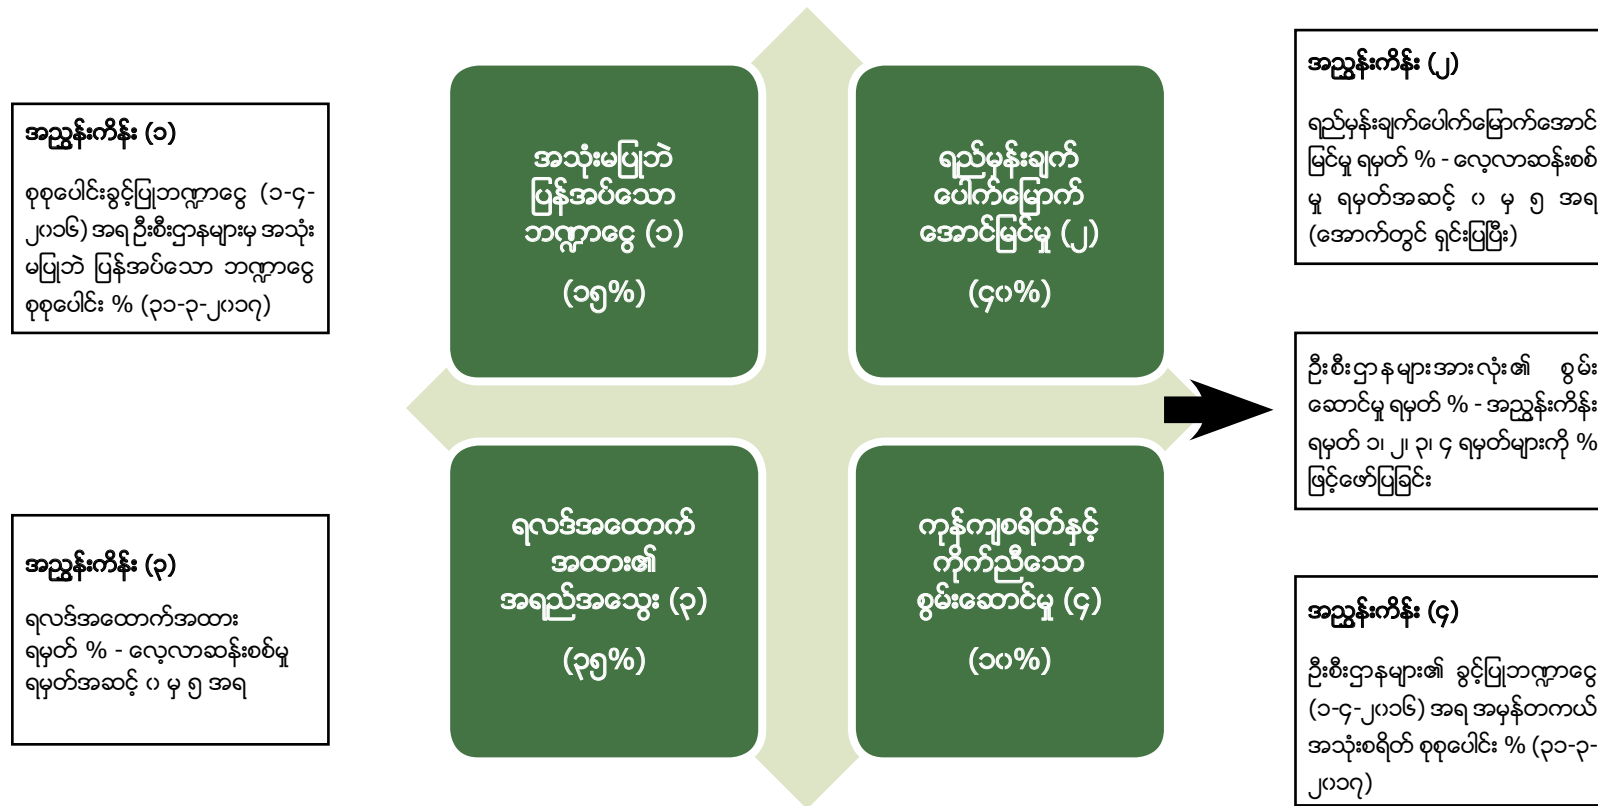 အညွှန်းကိန်း (၁)
စုစုပေါင်းခွင့်ပြုဘဏ္ဍာငွေ (၁-၄-
၂၀၁၆) အရ ဦးစီးဌာနများမှ အသုံး
မပြုဘဲ ပြန်အပ်သော ဘဏ္ဍာငွေ
စုစုပေါင်း % (၃၁-၃-၂၀၁၇)
အသုံးမပြုဘဲ
ပြန်အပ်သော
ဘဏ္ဍာငွေ (၁)
(၁၅%)
ရည်မှန်းချက်
ပေါက်မြောက်
အောင်မြင်မှု (၂)
(၄၀%)
အညွှန်းကိန်း (၂)
ရည်မှန်းချက်ပေါက်မြောက်အောင်
မြင်မှု ရမှတ် % - လေ့လာဆန်းစစ်
မှု ရမှတ်အဆင့် ၀ မှ ၅ အရ
(အောက်တွင် ရှင်းပြပြီး)
ဦးစီးဌာနများအားလုံး၏ စွမ်း
ဆောင်မှု ရမှတ် % - အညွှန်းကိန်း
ရမှတ် ၁၊ ၂၊ ၃၊ ၄ ရမှတ်များကို %
ဖြင့်ဖော်ပြခြင်း
အညွှန်းကိန်း (၃)
ရလဒ်အထောက်အထား
ရမှတ် % - လေ့လာဆန်းစစ်မှု
ရမှတ်အဆင့် ၀ မှ ၅ အရ
ရလဒ်အထောက်
အထား၏
အရည်အသွေး (၃)
(၃၅%)
ကုန်ကျစရိတ်နှင့်
ကိုက်ညီသော
စွမ်းဆောင်မှု (၄)
(၁၀%)
အညွှန်းကိန်း (၄)
ဦးစီးဌာနများ၏ ခွင့်ပြုဘဏ္ဍာငွေ
(၁-၄-၂၀၁၆) အရ အမှန်တကယ်
အသုံးစရိတ် စုစုပေါင်း % (၃၁-၃-
၂၀၁၇)